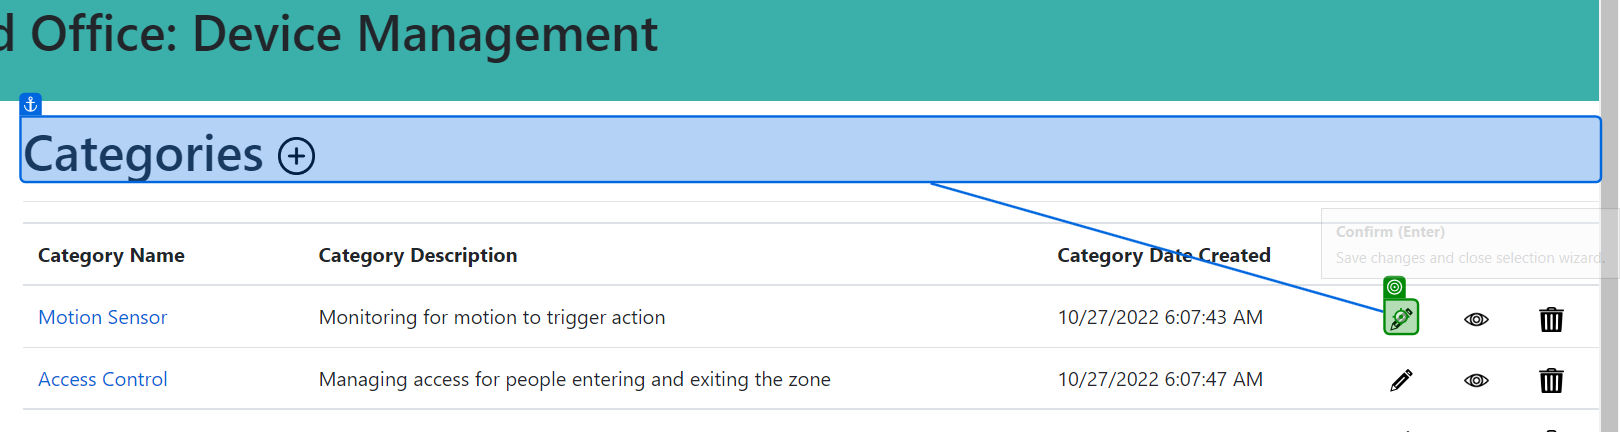 d Office: Device Management
Categories
Category Name Category Description Category Date Created
Confirm (Enter)
Save changes and close selection wizard.
Motion Sensor Monitoring for motion to trigger action 10/27/2022 6:07:43 AM
Access Control Managing access for people entering and exiting the zone 10/27/2022 6:07:47 AM